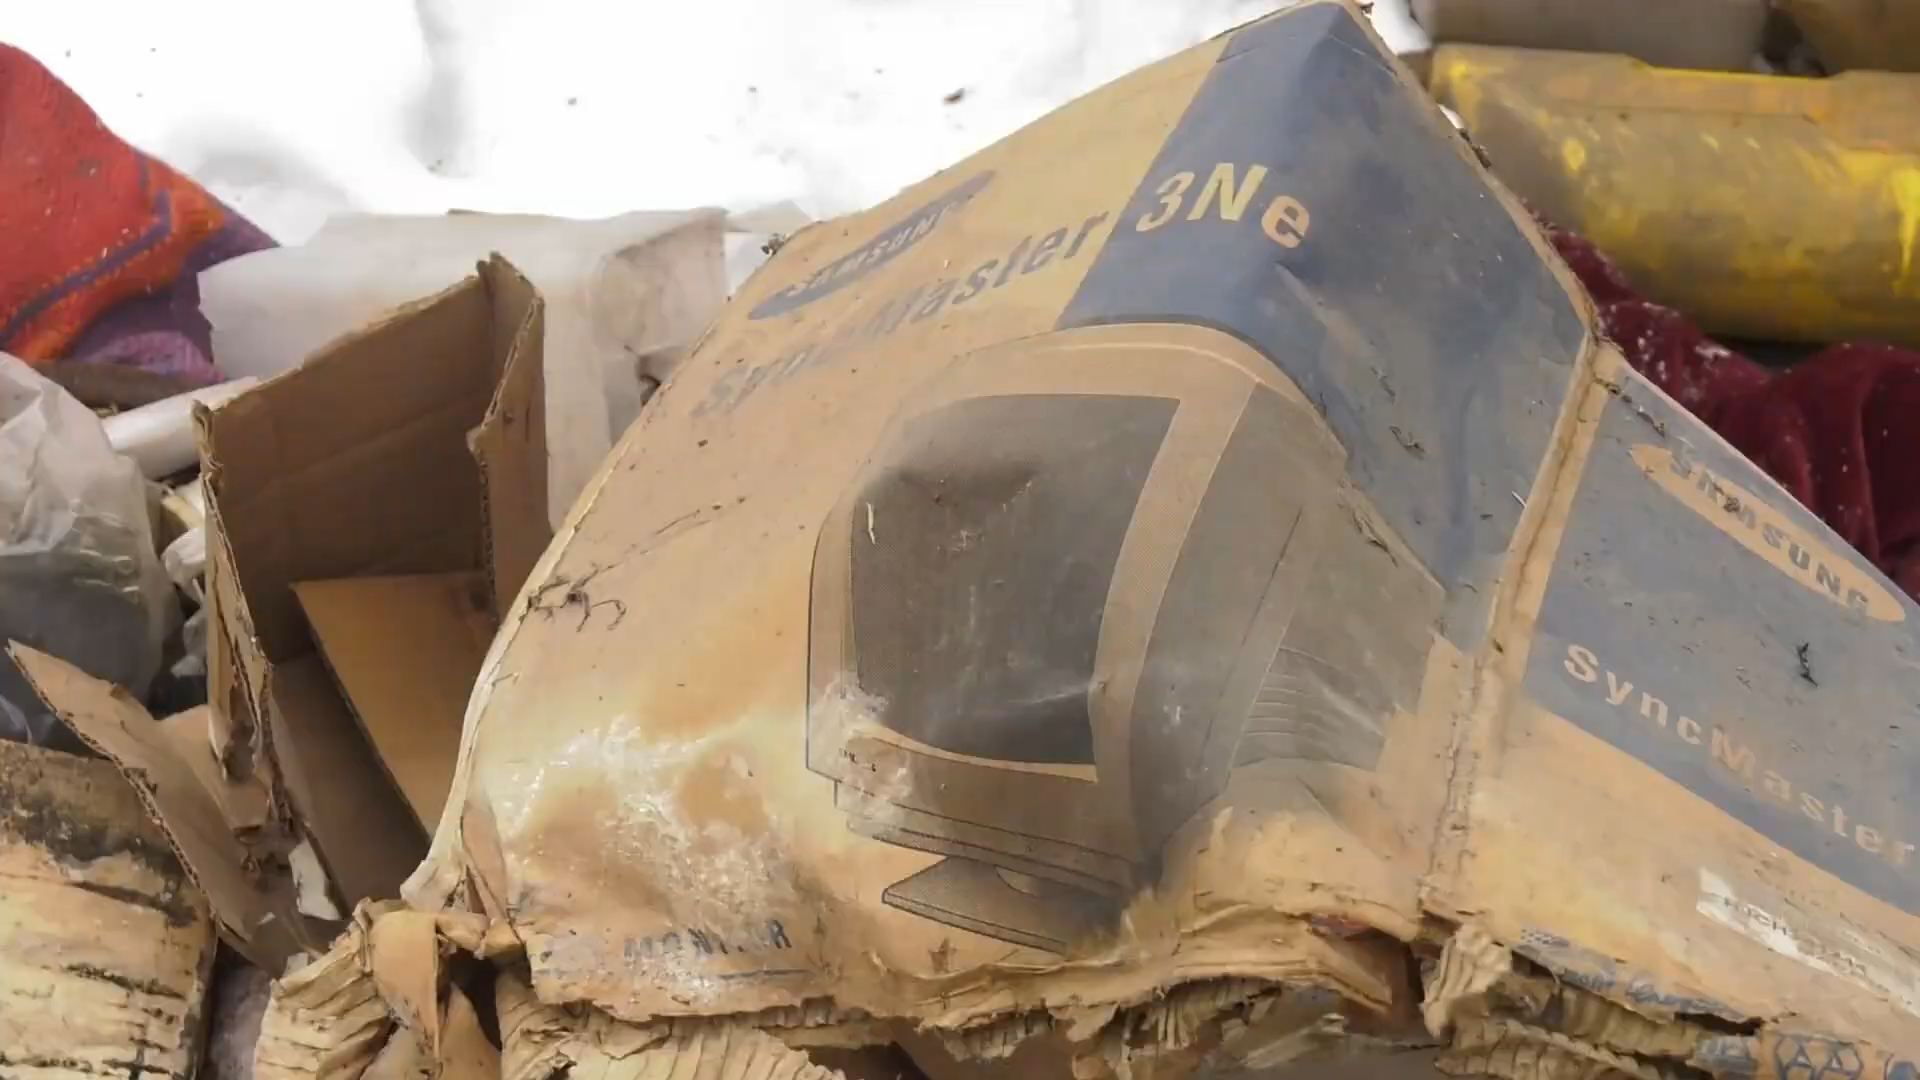 SAMSUNG
SyncMaster 3Ne
SAMSUNG
SyncMaster
MONITOR